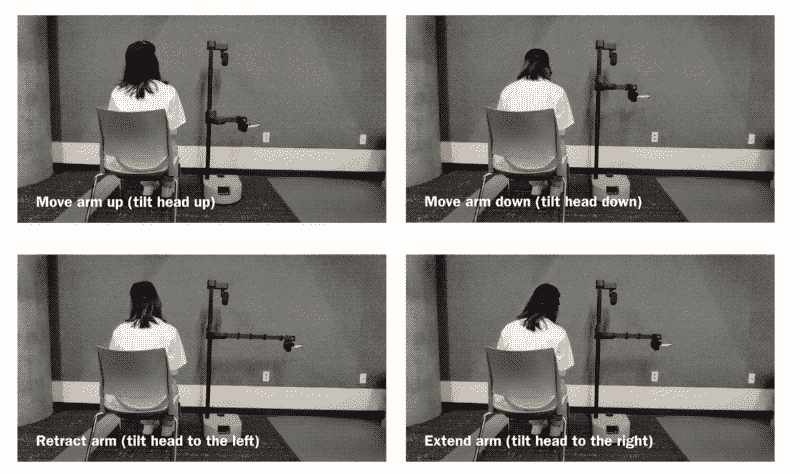 Move arm up (tilt head up)
Move arm down (tilt head down)
Retract arm (tilt head to the left)
Extend arm (tilt head to the right)